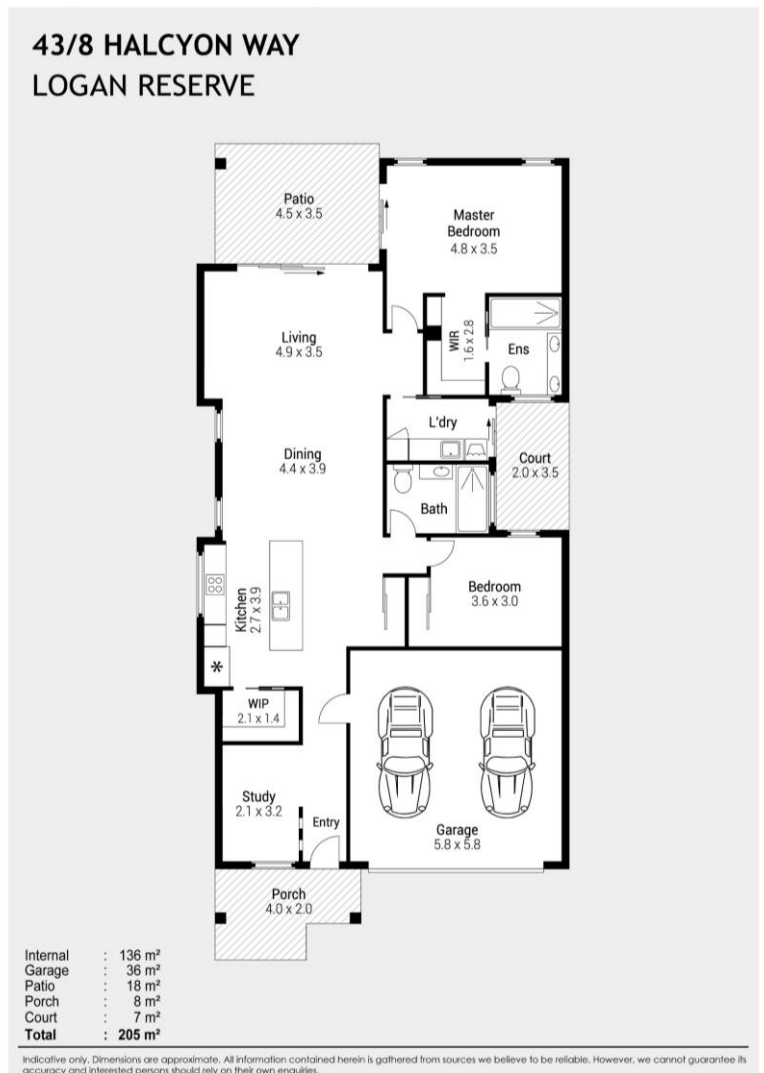 43/8 HALCYON WAY
LOGAN RESERVE
Patio
4.5 x 3.5
Master
Bedroom
4.8 x 3.5
Living
4.9 x 3.5
WIR
1.6 x 2.8
Ens
L'dry
Dining
4.4 x 3.9
Court
2.0 x 3.5
Bath
Bedroom
3.6 x 3.0
Kitchen
2.7 x 3.9
*
WIP
2.1 x 1.4
Study
2.1 x 3.2
Entry
Garage
5.8 x 5.8
Porch
4.0 x 2.0
Internal : 136 m²
Garage : 36 m²
Patio : 18 m²
Porch : 8 m²
Court : 7 m²
Total : 205 m²
Indicative only. Dimensions are approximate. All information contained herein is gathered from sources we believe to be reliable. However, we cannot guarantee its
accuracy and interested persons should rely on their own enquiries.